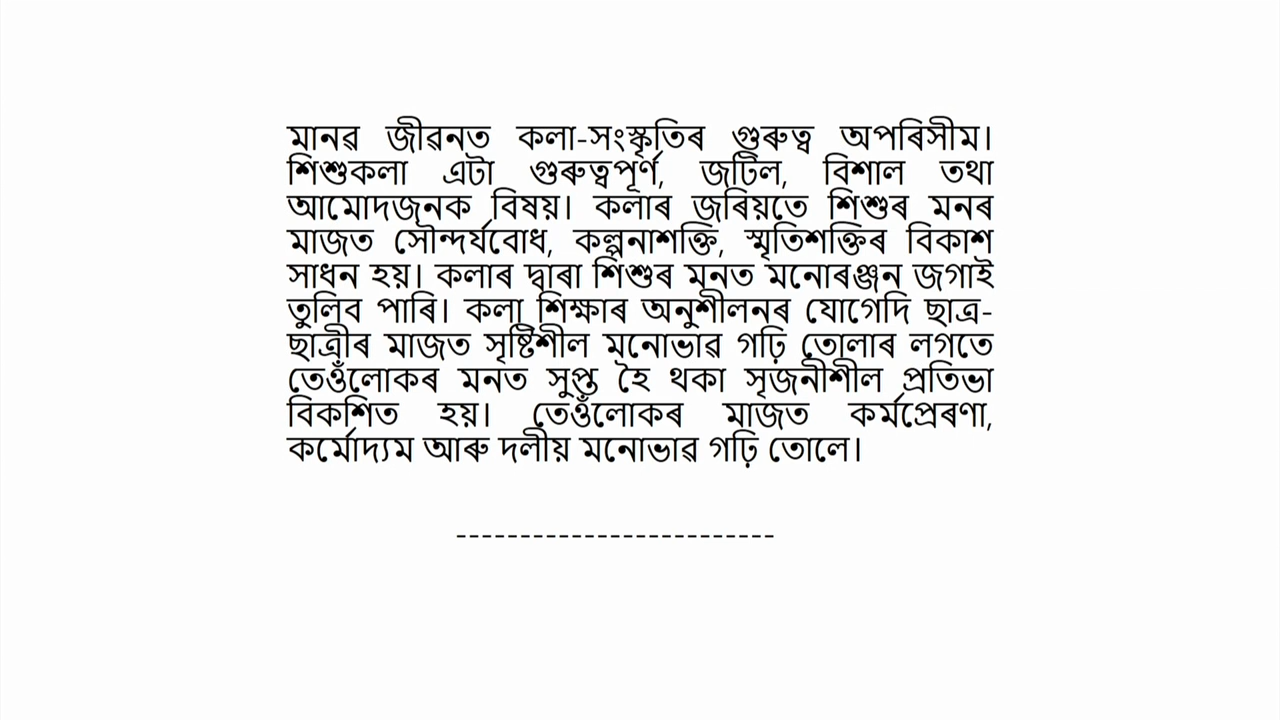 মানৱ জীৱনত কলা-সংস্কৃতিৰ গুৰুত্ব অপৰিসীম।
শিশুকলা এটা গুৰুত্বপূৰ্ণ, জটিল, বিশাল তথা
আমোদজনক বিষয়। কলাৰ জৰিয়তে শিশুৰ মনৰ
মাজত সৌন্দৰ্যবোধ, কল্পনাশক্তি, স্মৃতিশক্তিৰ বিকাশ
সাধন হয়। কলাৰ দ্বাৰা শিশুৰ মনত মনোৰঞ্জন জগাই
তুলিব পাৰি। কলা শিক্ষাৰ অনুশীলনৰ যোগেদি ছাত্ৰ-
ছাত্ৰীৰ মাজত সৃষ্টিশীল মনোভাৱ গঢ়ি তোলাৰ লগতে
তেওঁলোকৰ মনত সুপ্ত হৈ থকা সৃজনীশীল প্ৰতিভা
বিকশিত হয়। তেওঁলোকৰ মাজত কৰ্মপ্ৰেৰণা,
কৰ্মোদ্যম আৰু দলীয় মনোভাৱ গঢ়ি তোলে।
-------------------------